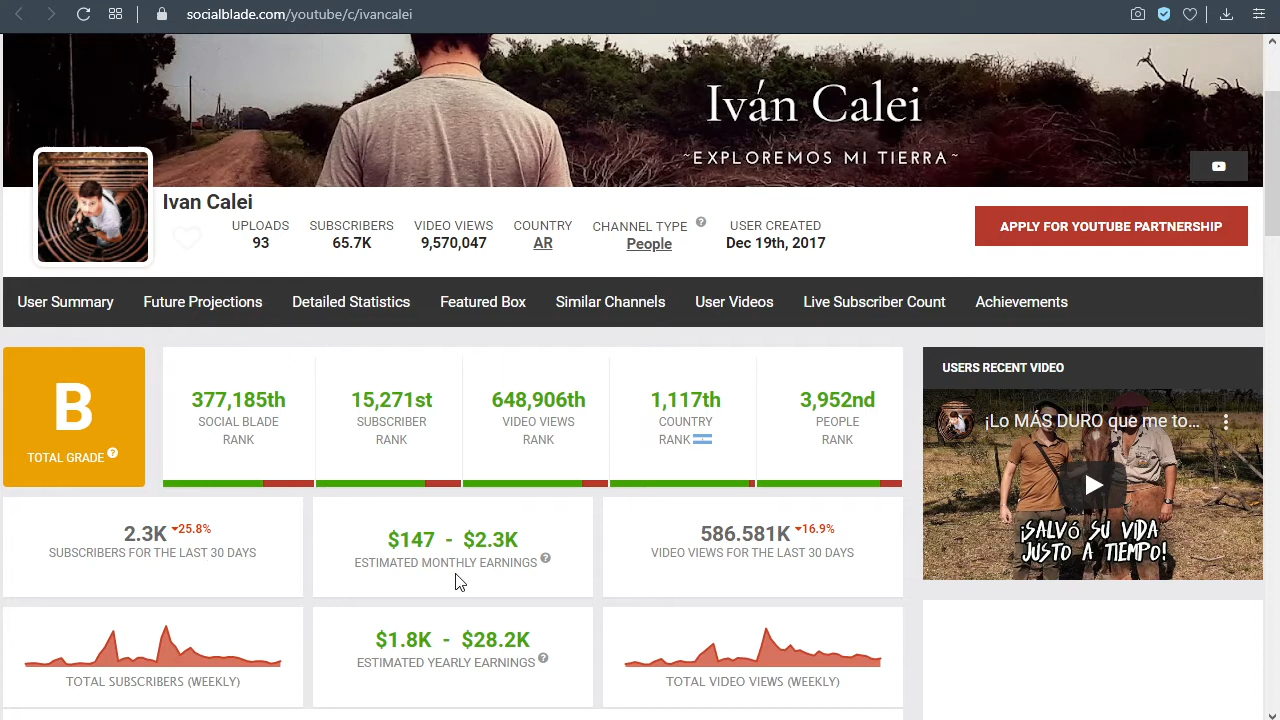 socialblade.com/youtube/c/ivancalei
Iván Calei
~EXPLOREMOS MI TIERRA~
Ivan Calei
UPLOADS
93
SUBSCRIBERS
65.7K
VIDEO VIEWS
9,570,047
COUNTRY
AR
CHANNEL TYPE ?
People
USER CREATED
Dec 19th, 2017
APPLY FOR YOUTUBE PARTNERSHIP
User Summary Future Projections Detailed Statistics Featured Box Similar Channels User Videos Live Subscriber Count Achievements
B
TOTAL GRADE ?
377,185th
SOCIAL BLADE
RANK
15,271st
SUBSCRIBER
RANK
648,906th
VIDEO VIEWS
RANK
1,117th
COUNTRY
RANK
3,952nd
PEOPLE
RANK
USERS RECENT VIDEO
¡Lo MÁS DURO que me to...
¡SALVó SU VIDA
JUSTO A TIEMPO!
2.3K 25.8%
SUBSCRIBERS FOR THE LAST 30 DAYS
$147 - $2.3K
ESTIMATED MONTHLY EARNINGS ?
586.581K 16.9%
VIDEO VIEWS FOR THE LAST 30 DAYS
TOTAL SUBSCRIBERS (WEEKLY)
$1.8K - $28.2K
ESTIMATED YEARLY EARNINGS ?
TOTAL VIDEO VIEWS (WEEKLY)